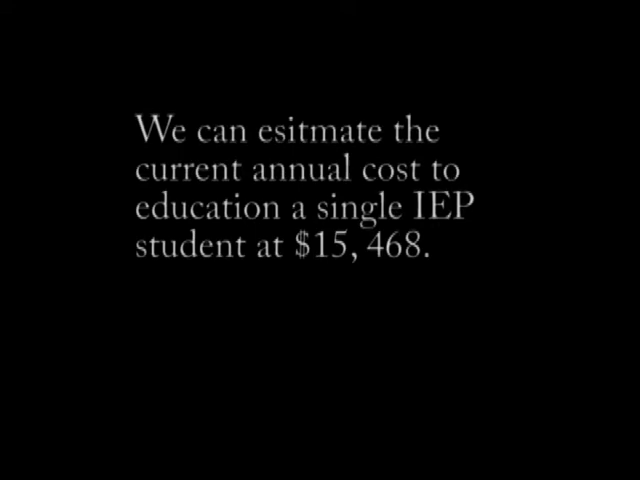 We can esitmate the
current annual cost to
education a single IEP
student at $15, 468.